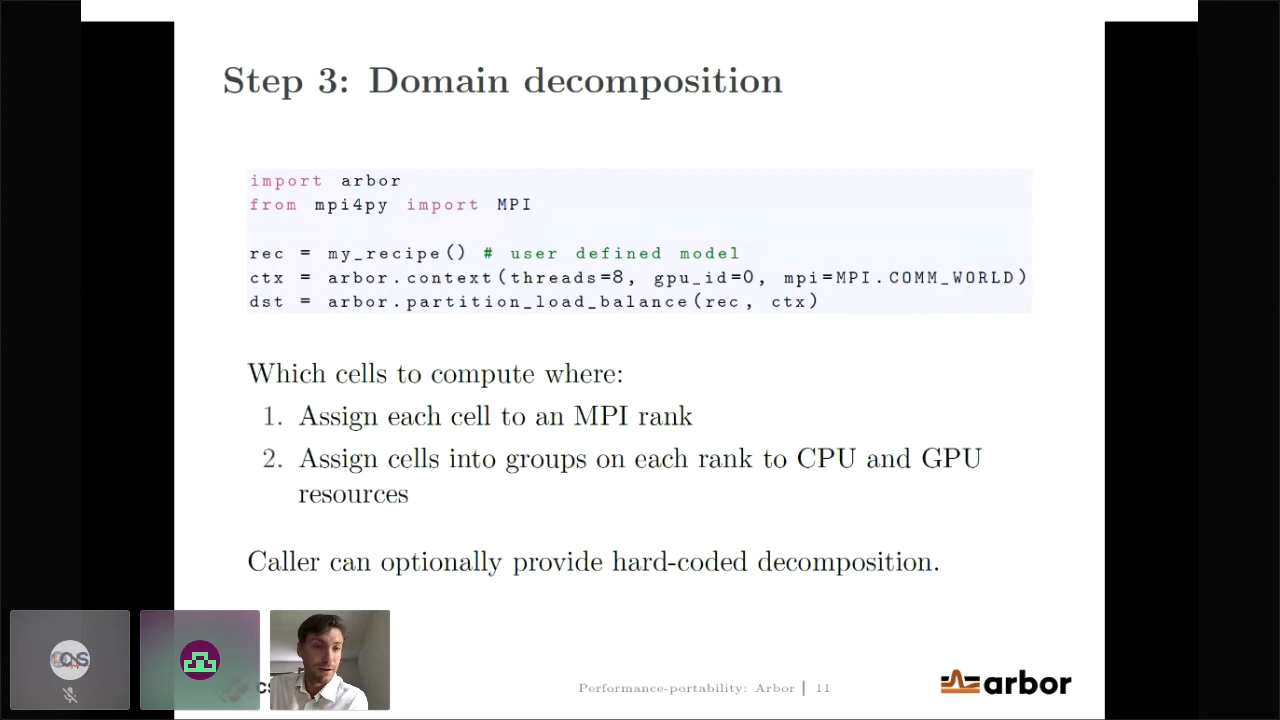 Step 3: Domain decomposition
import arbor
from mpi4py import MPI
rec = my_recipe() # user defined model
ctx = arbor.context(threads=8, gpu_id=0, mpi=MPI.COMM_WORLD)
dst = arbor.partition_load_balance(rec, ctx)
Which cells to compute where:
1. Assign each cell to an MPI rank
2. Assign cells into groups on each rank to CPU and GPU
resources
Caller can optionally provide hard-coded decomposition.
Performance-portability: Arbor | 11
arbor